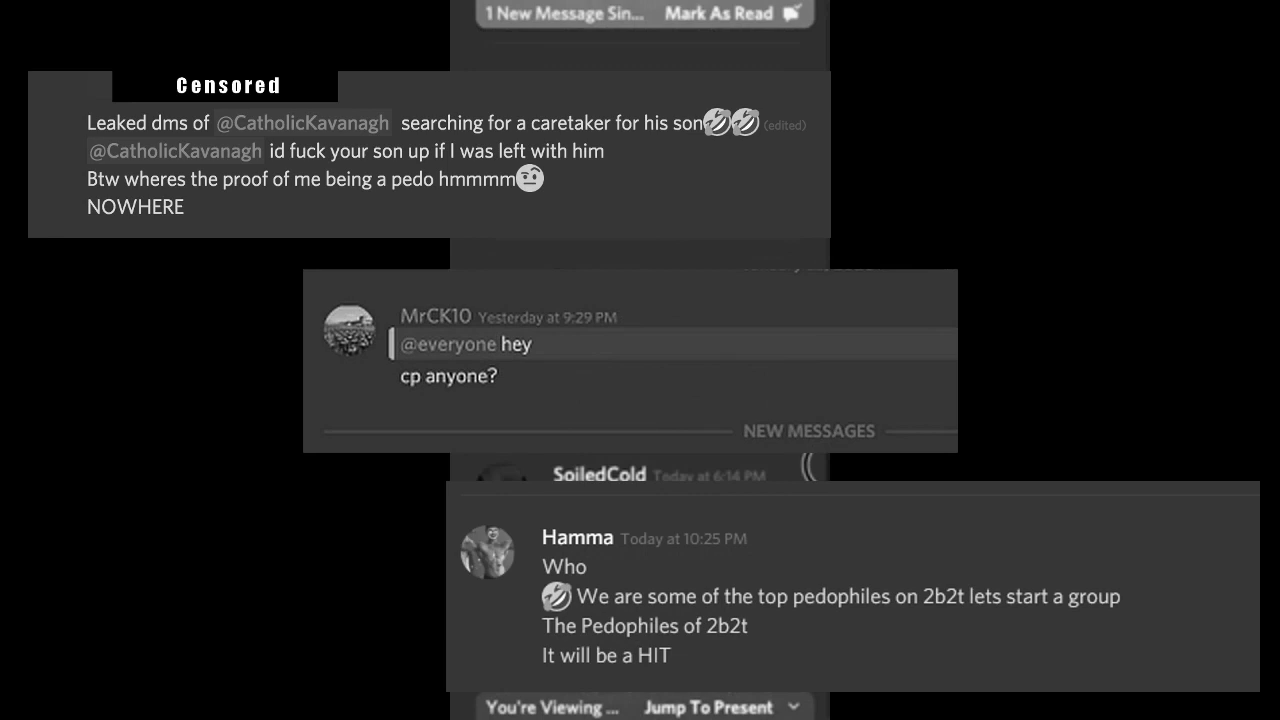 1 New Message Sin... Mark As Read
Censored
Leaked dms of @CatholicKavanagh searching for a caretaker for his son🤣🤣 (edited)
@CatholicKavanagh id fuck your son up if I was left with him
Btw wheres the proof of me being a pedo hmmmm🤨
NOWHERE
MrCK10 Yesterday at 9:29 PM
@everyone hey
cp anyone?
NEW MESSAGES
SoiledCold Today at 6:14 PM
Hamma Today at 10:25 PM
Who
🤣 We are some of the top pedophiles on 2b2t lets start a group
The Pedophiles of 2b2t
It will be a HIT
You're Viewing ... Jump To Present